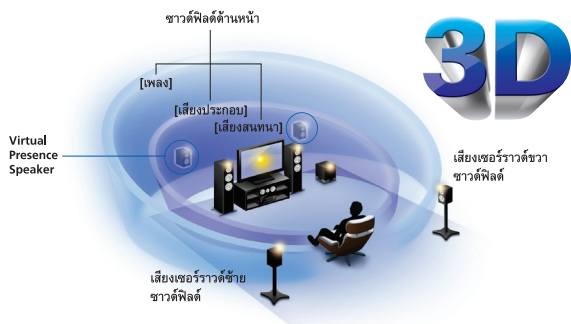 ซาวด์ฟิลด์ด้านหน้า
3D
[เพลง]
[เสียงประกอบ]
[เสียงสนทนา]
Virtual
Presence
Speaker
เสียงเซอร์ราวด์ขวา
ซาวด์ฟิลด์
เสียงเซอร์ราวด์ซ้าย
ซาวด์ฟิลด์